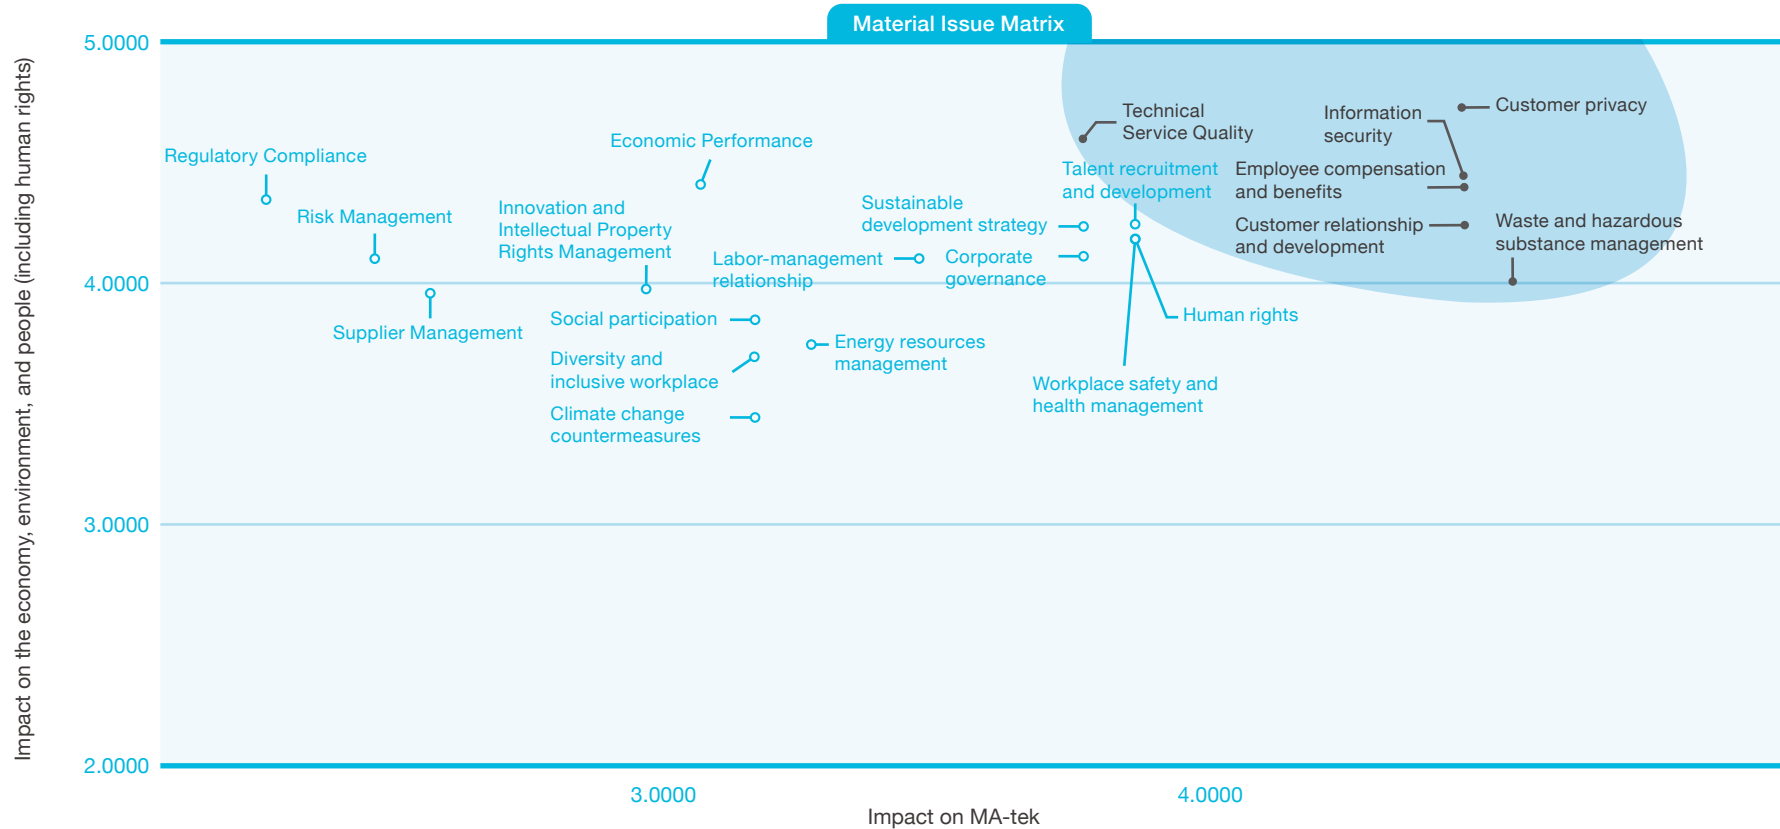 Material Issue Matrix
Impact on the economy, environment, and people (including human rights)
5.0000
4.0000
3.0000
2.0000
Regulatory Compliance
Risk Management
Supplier Management
Innovation and
Intellectual Property
Rights Management
Economic Performance
Social participation
Diversity and
inclusive workplace
Climate change
countermeasures
Labor-management
relationship
Energy resources
management
Sustainable
development strategy
Corporate
governance
Technical
Service Quality
Talent recruitment
and development
Human rights
Workplace safety and
health management
Information
security
Customer privacy
Employee compensation
and benefits
Customer relationship
and development
Waste and hazardous
substance management
3.0000
4.0000
Impact on MA-tek